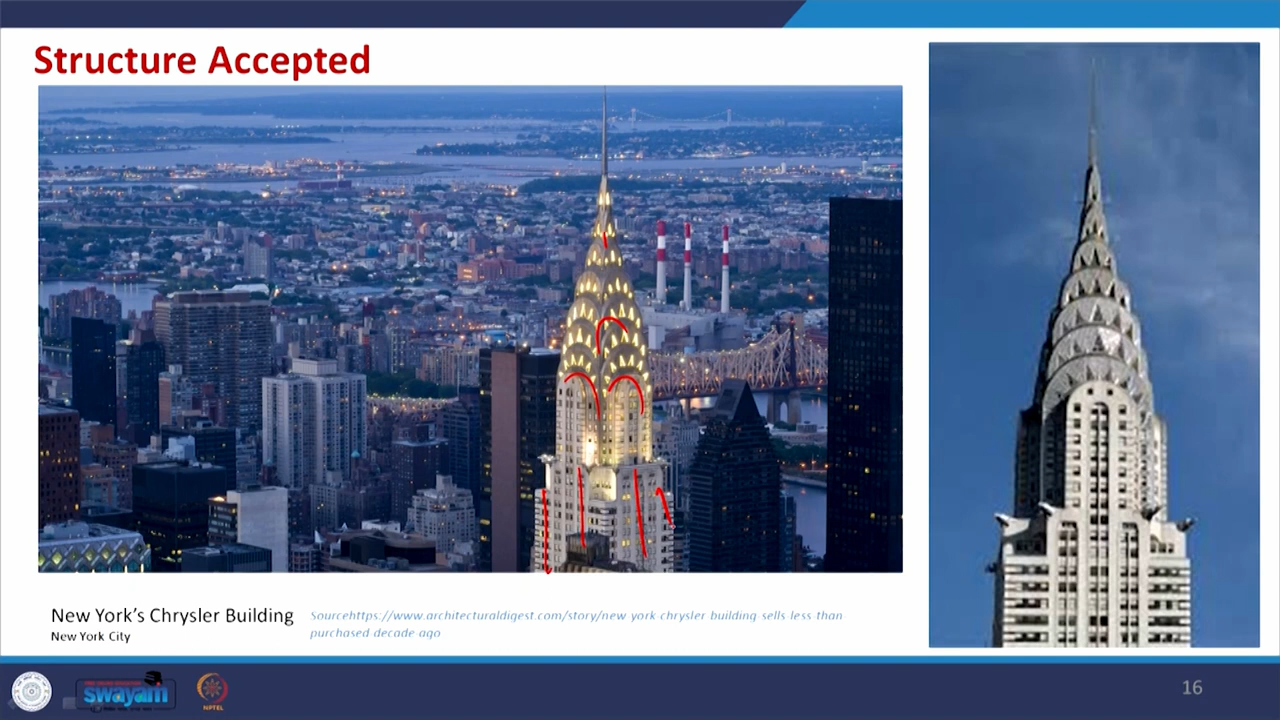 Structure Accepted
New York's Chrysler Building
New York City
Sourcehttps://www.architecturaldigest.com/story/new-york-chrysler-building-sells-less-than-
purchased-decade-ago
swayam
NPTEL
16